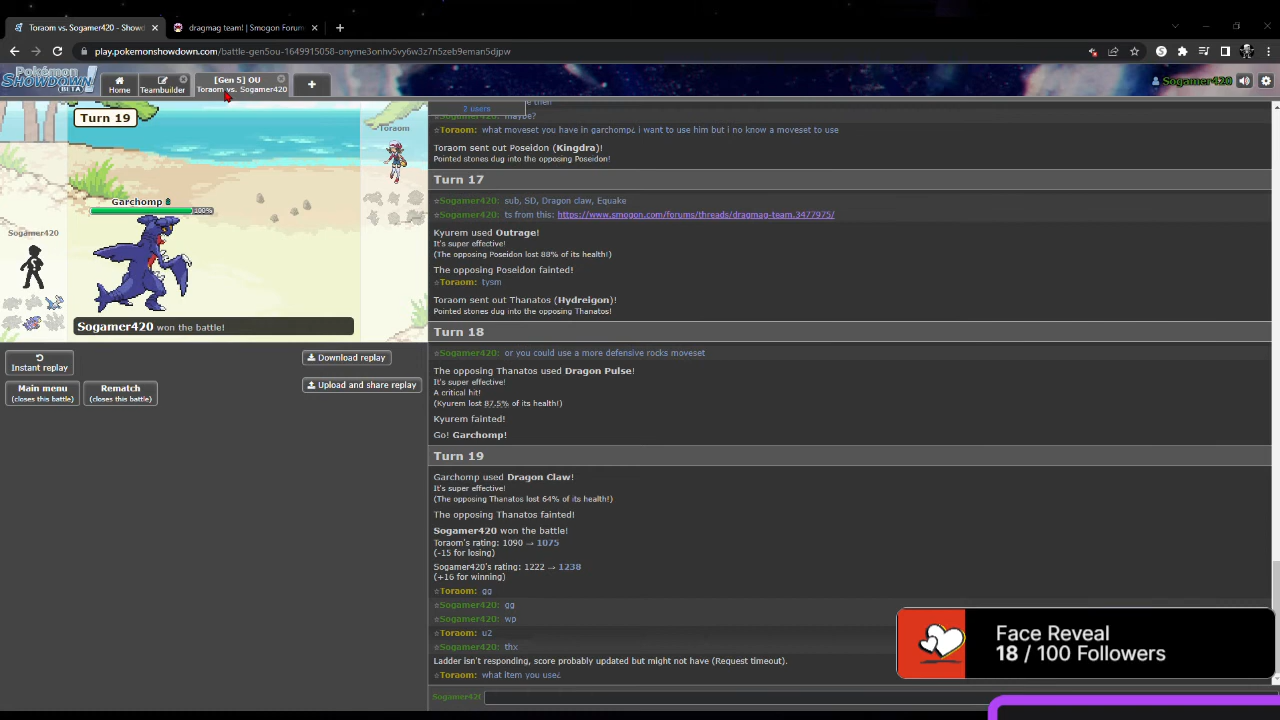 Toraom vs. Sogamer420 - Showd
dragmag team! | Smogon Forum
play.pokemonshowdown.com/battle-gen5ou-1649915058-onyme3onhv5vy6w3z7n5zeb9eman5djpw
Pokémon
SHOWDOWN
(BETA)
Home
Teambuilder
[Gen 5] OU
Toraom vs. Sogamer420
Sogamer420
2 users
Turn 19
Toraom
Garchomp
100%
Sogamer420
Sogamer420 won the battle!
Instant replay
Download replay
Main menu
(closes this battle)
Rematch
(closes this battle)
Upload and share replay
e then
☆Sogamer420: maybe?
☆Toraom: what moveset you have in garchomp¿ i want to use him but i no know a moveset to use
Toraom sent out Poseidon (Kingdra)!
Pointed stones dug into the opposing Poseidon!
Turn 17
☆Sogamer420: sub, SD, Dragon claw, Equake
☆Sogamer420: ts from this: https://www.smogon.com/forums/threads/dragmag-team.3477975/
Kyurem used Outrage!
It's super effective!
(The opposing Poseidon lost 88% of its health!)
The opposing Poseidon fainted!
☆Toraom: tysm
Toraom sent out Thanatos (Hydreigon)!
Pointed stones dug into the opposing Thanatos!
Turn 18
☆Sogamer420: or you could use a more defensive rocks moveset
The opposing Thanatos used Dragon Pulse!
It's super effective!
A critical hit!
(Kyurem lost 87.5% of its health!)
Kyurem fainted!
Go! Garchomp!
Turn 19
Garchomp used Dragon Claw!
It's super effective!
(The opposing Thanatos lost 64% of its health!)
The opposing Thanatos fainted!
Sogamer420 won the battle!
Toraom's rating: 1090 → 1075
(-15 for losing)
Sogamer420's rating: 1222 → 1238
(+16 for winning)
☆Toraom: gg
☆Sogamer420: gg
☆Sogamer420: wp
☆Toraom: u2
☆Sogamer420: thx
Ladder isn't responding, score probably updated but might not have (Request timeout).
☆Toraom: what item you use¿
Sogamer420
Face Reveal
18 / 100 Followers